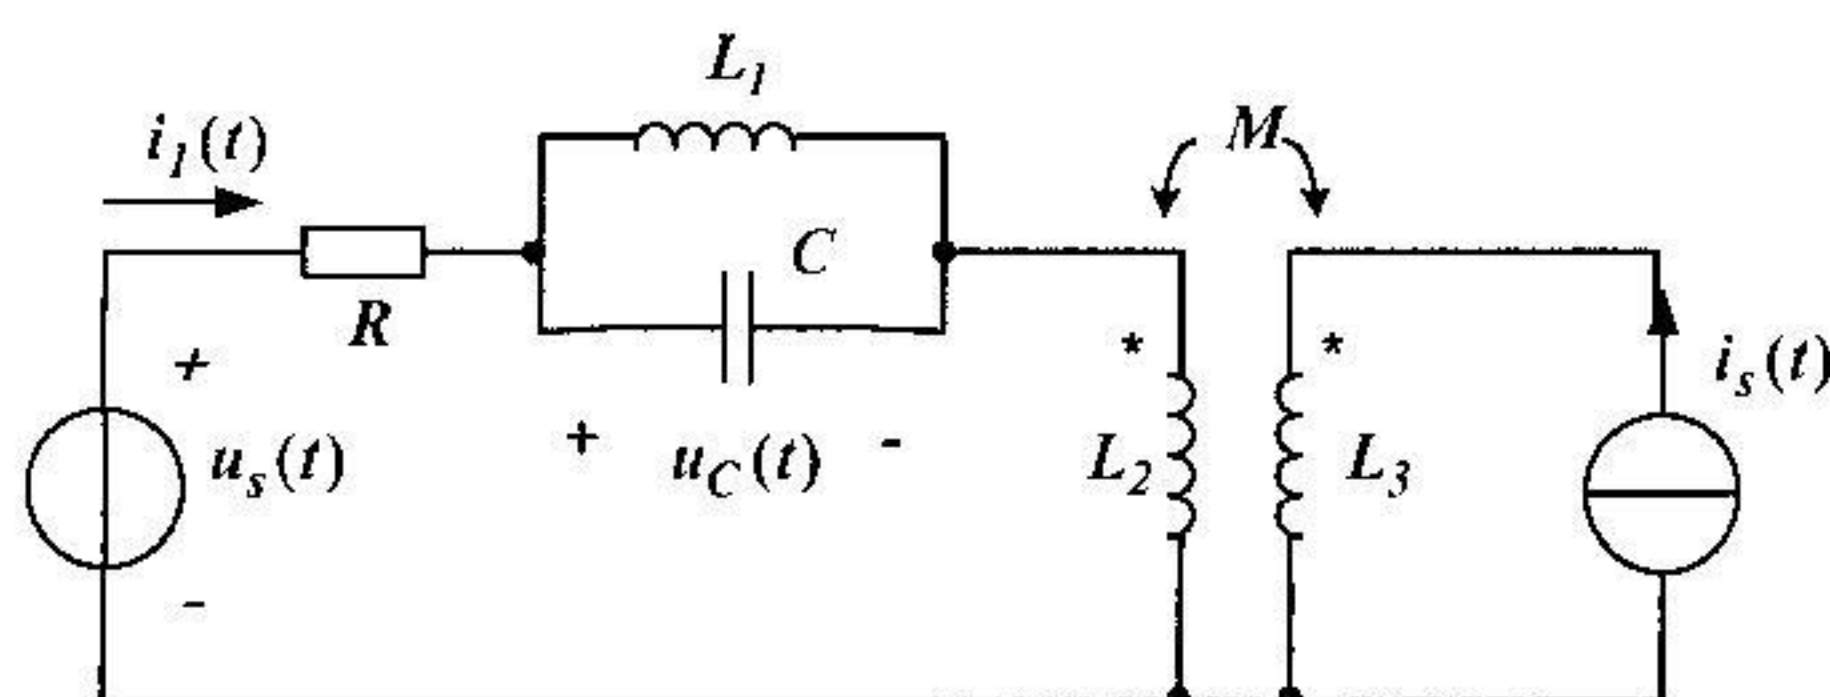 L1
M
i1(t)
C
R
+
* *
is(t)
us(t)
+ uC(t) -
L2 L3
-